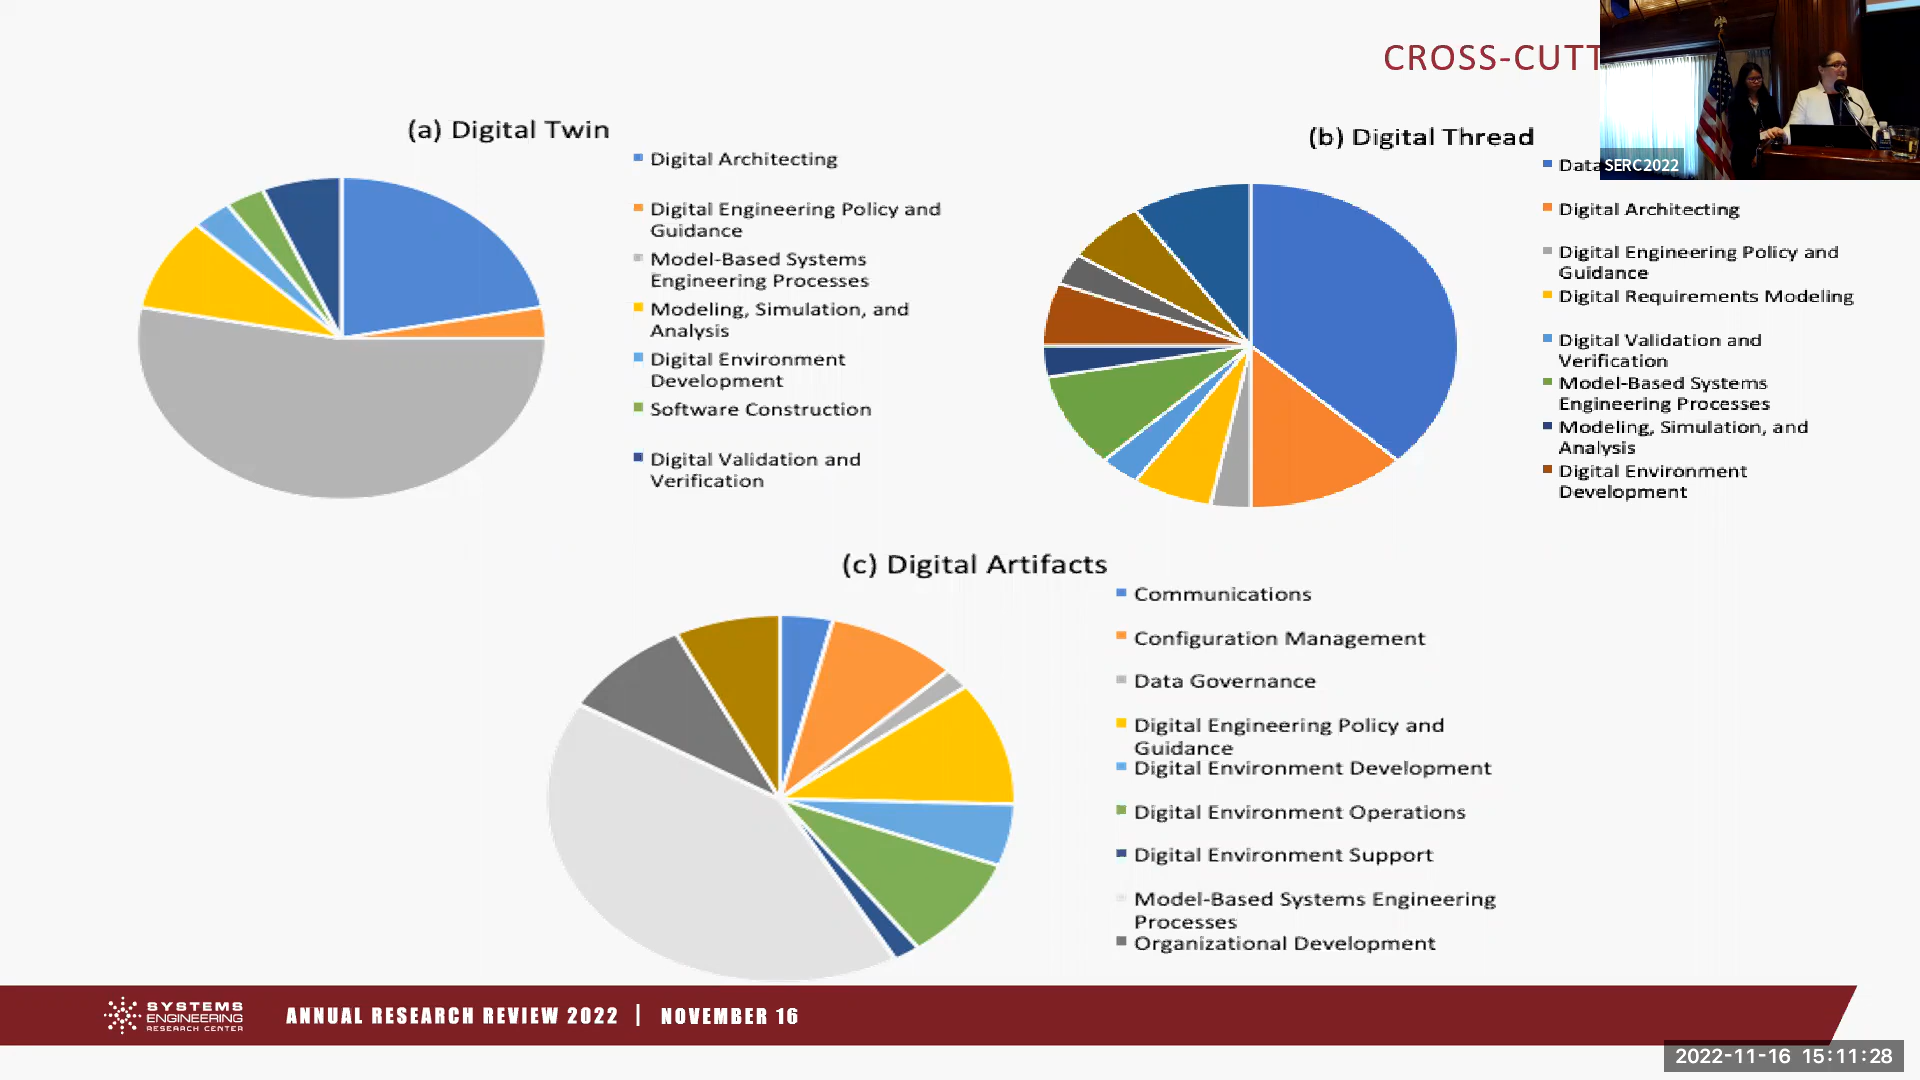 CROSS-CUTT
(a) Digital Twin
Digital Architecting
Digital Engineering Policy and
Guidance
Model-Based Systems
Engineering Processes
Modeling, Simulation, and
Analysis
Digital Environment
Development
Software Construction
Digital Validation and
Verification
(b) Digital Thread
Data
Digital Architecting
Digital Engineering Policy and
Guidance
Digital Requirements Modeling
Digital Validation and
Verification
Model-Based Systems
Engineering Processes
Modeling, Simulation, and
Analysis
Digital Environment
Development
SERC2022
(c) Digital Artifacts
Communications
Configuration Management
Data Governance
Digital Engineering Policy and
Guidance
Digital Environment Development
Digital Environment Operations
Digital Environment Support
Model-Based Systems Engineering
Processes
Organizational Development
SYSTEMS
ENGINEERING
RESEARCH CENTER
ANNUAL RESEARCH REVIEW 2022 | NOVEMBER 16
2022-11-16 15:11:28